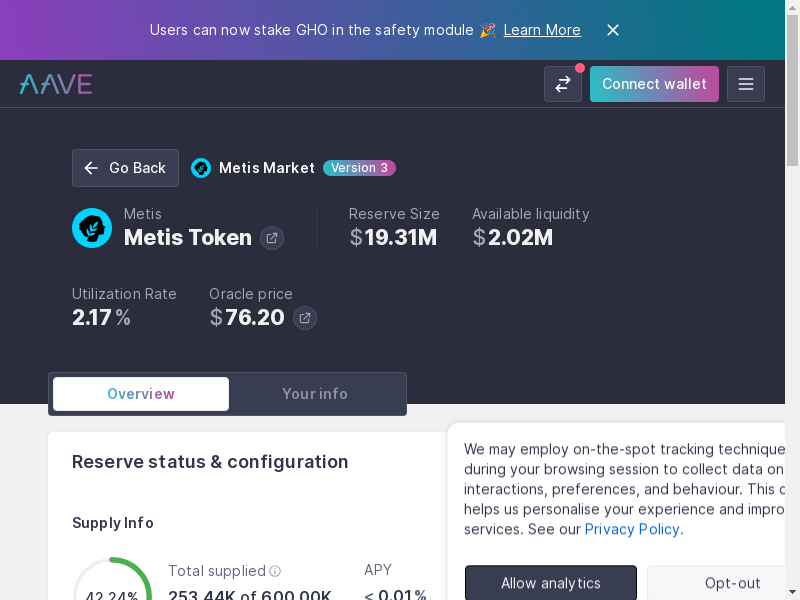 Users can now stake GHO in the safety module 🎉 Learn More
AAVE
Connect wallet
Go Back
Metis Market
Version 3
Metis
Metis Token
Reserve Size
$19.31M
Available liquidity
$2.02M
Utilization Rate
2.17%
Oracle price
$76.20
Overview
Your info
Reserve status & configuration
Supply Info
42.24%
Total supplied
253.44K of 600.00K
APY
< 0.01%
We may employ on-the-spot tracking technique
during your browsing session to collect data on
interactions, preferences, and behaviour. This
helps us personalise your experience and impro
services. See our Privacy Policy.
Allow analytics
Opt-out